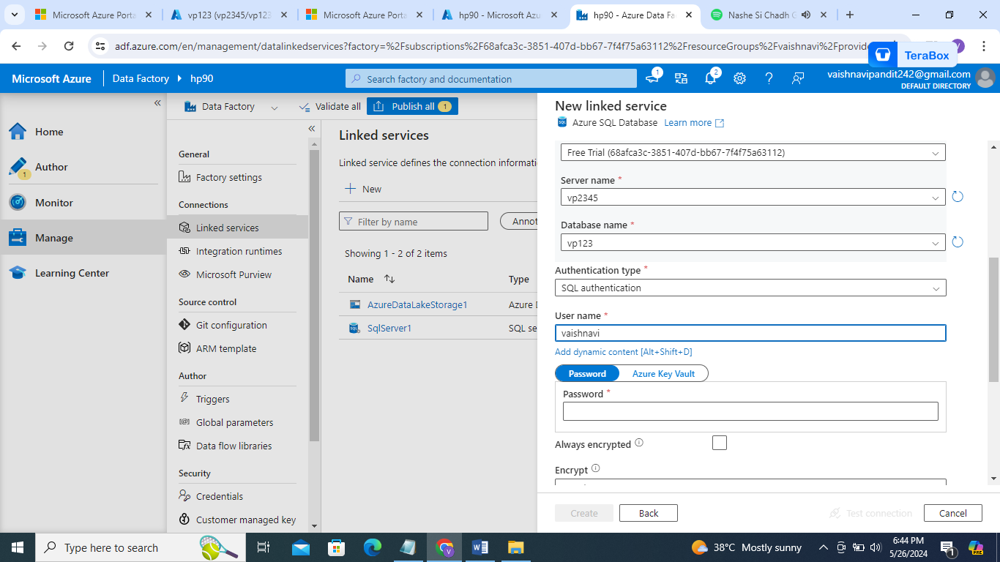 Microsoft Azure Porta
vp123 (vp2345/vp123
Microsoft Azure Porta
hp90 - Microsoft Azu
hp90 - Azure Data Fa
Nashe Si Chadh G
adf.azure.com/en/management/datalinkedservices?factory=%2Fsubscriptions%2F68afca3c-3851-407d-bb67-7f4f75a63112%2FresourceGroups%2Fvaishnavi%2Fprovide
TeraBox
Microsoft Azure
Data Factory
hp90
Search factory and documentation
1
2
vaishnavipandit242@gmail.com
DEFAULT DIRECTORY
Home
Author
1
Monitor
Manage
Learning Center
Data Factory
Validate all
Publish all 1
General
Factory settings
Connections
Linked services
Integration runtimes
Microsoft Purview
Source control
Git configuration
ARM template
Author
Triggers
Global parameters
Data flow libraries
Security
Credentials
Customer managed key
Linked services
Linked service defines the connection informati
New
Filter by name
Annot
Showing 1 - 2 of 2 items
Name
Type
AzureDataLakeStorage1
Azure D
SqlServer1
SQL se
New linked service
Azure SQL Database Learn more
Free Trial (68afca3c-3851-407d-bb67-7f4f75a63112)
Server name *
vp2345
Database name *
vp123
Authentication type *
SQL authentication
User name *
vaishnavi
Add dynamic content [Alt+Shift+D]
Password
Azure Key Vault
Password *
Always encrypted
Encrypt
Create
Back
Test connection
Cancel
Type here to search
38°C Mostly sunny
6:44 PM
5/26/2024
1
PRE